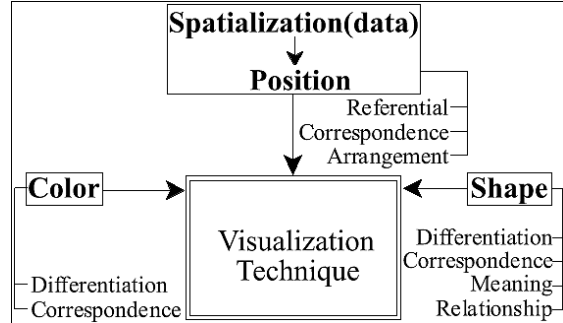 Spatialization(data)
Position
Referential
Correspondence
Arrangement
Color
Shape
Visualization
Technique
Differentiation
Correspondence
Differentiation
Correspondence
Meaning
Relationship